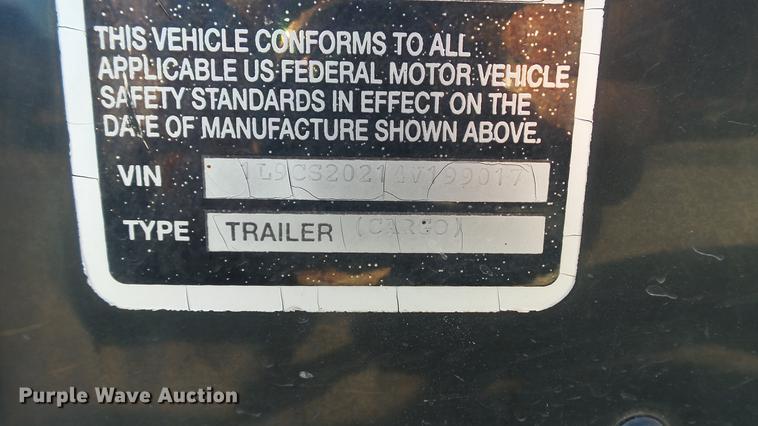 THIS VEHICLE CONFORMS TO ALL
APPLICABLE US FEDERAL MOTOR VEHICLE
SAFETY STANDARDS IN EFFECT ON THE
DATE OF MANUFACTURE SHOWN ABOVE.
VIN 1L9CS20214V199017
TYPE TRAILER (CARGO)
Purple Wave Auction